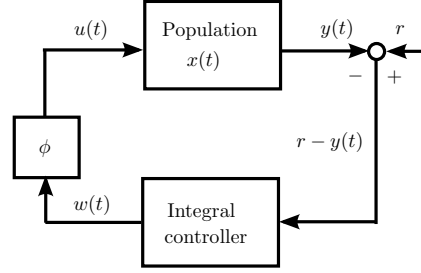 u(t)
Population
x(t)
y(t)
r
− +
ϕ
r − y(t)
w(t)
Integral
controller